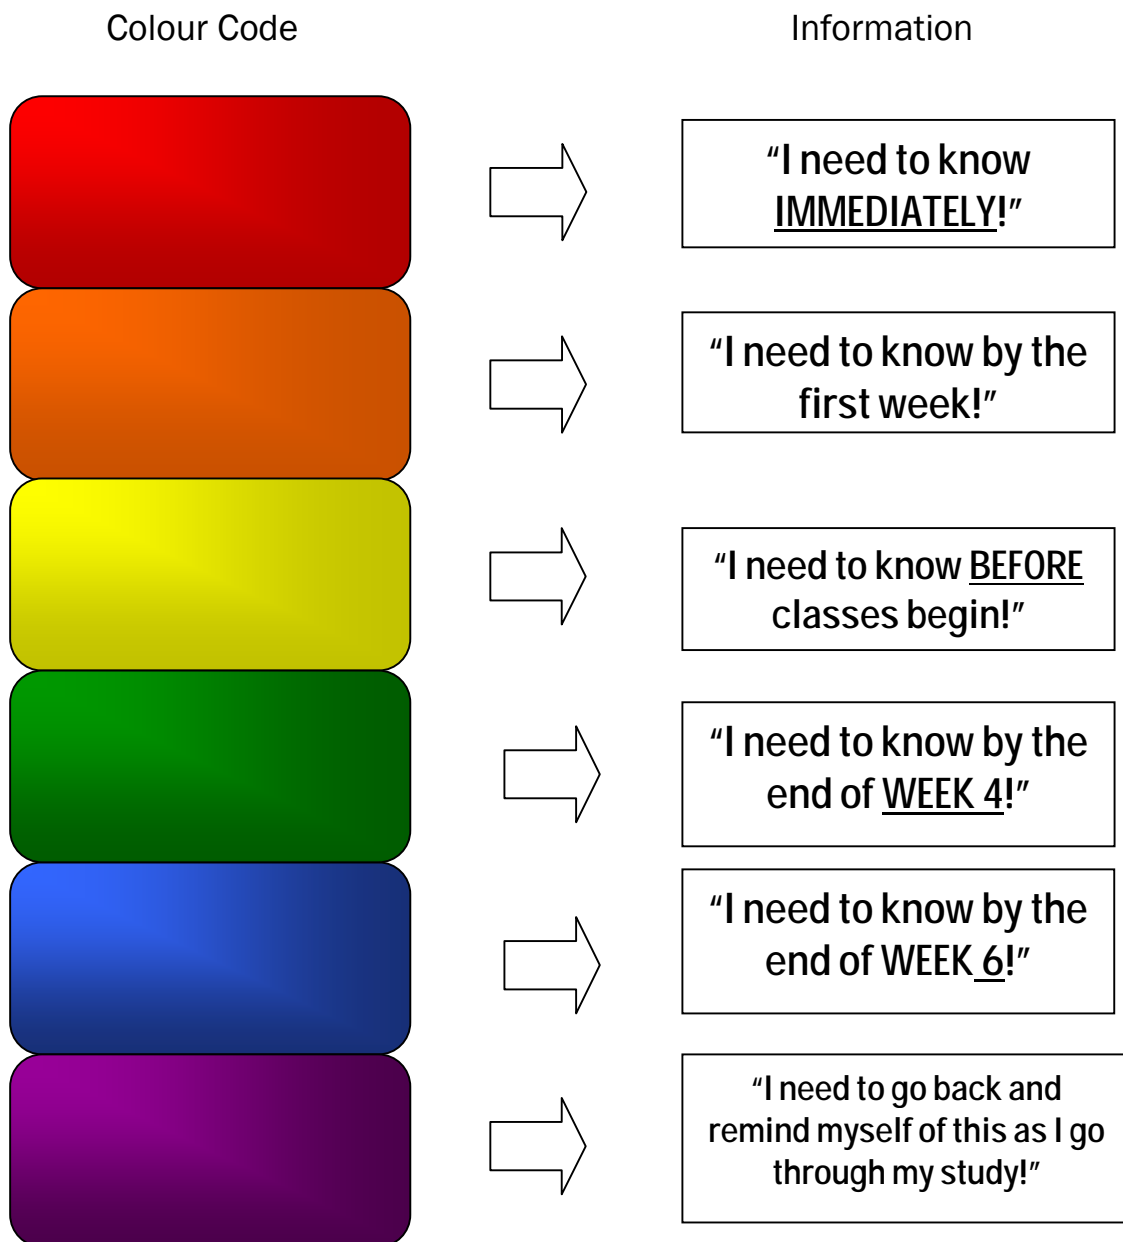 Colour Code
Information
“I need to know
IMMEDIATELY!”
“I need to know by the
first week!”
“I need to know BEFORE
classes begin!”
“I need to know by the
end of WEEK 4!”
“I need to know by the
end of WEEK 6!”
“I need to go back and
remind myself of this as I go
through my study!”